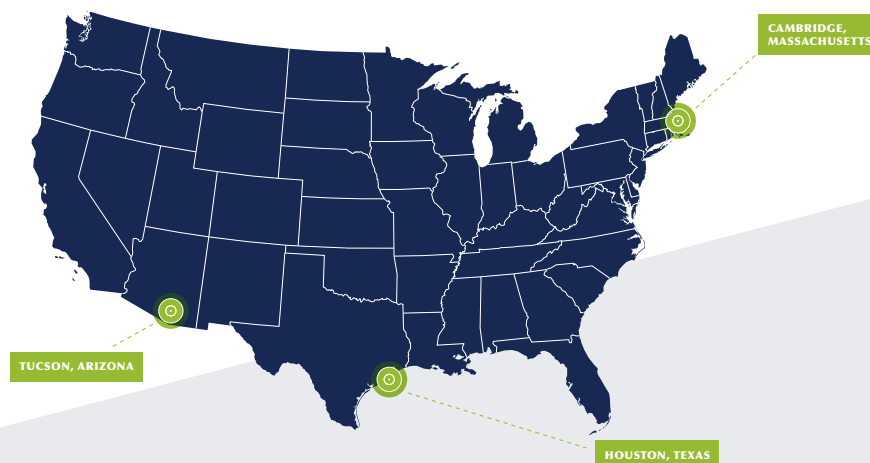 CAMBRIDGE,
MASSACHUSETTS
TUCSON, ARIZONA
HOUSTON, TEXAS